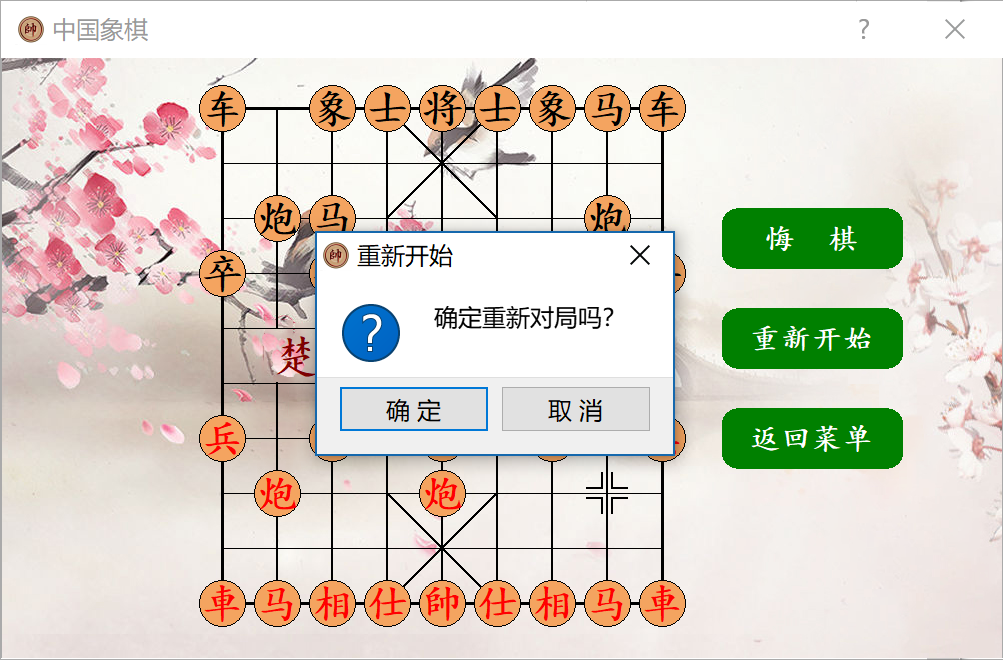 中国象棋
车 象 士 将 士 象 马 车
炮 马 炮
悔 棋
重新开始
卒
确定重新对局吗?
重新开始
楚
确定 取消
返回菜单
兵
炮 炮
車 马 相 仕 帥 仕 相 马 車